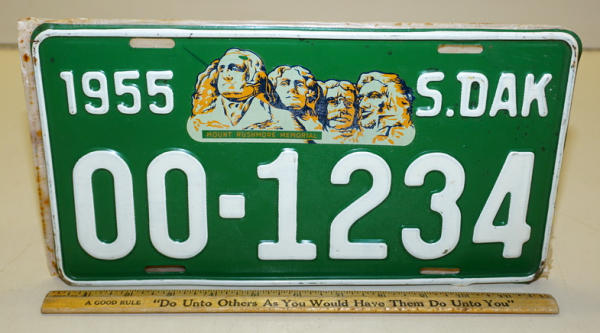 1955 S.DAK
MOUNT RUSHMORE MEMORIAL
00-1234
A GOOD RULE "Do Unto Others As You Would Have Them Do Unto You"